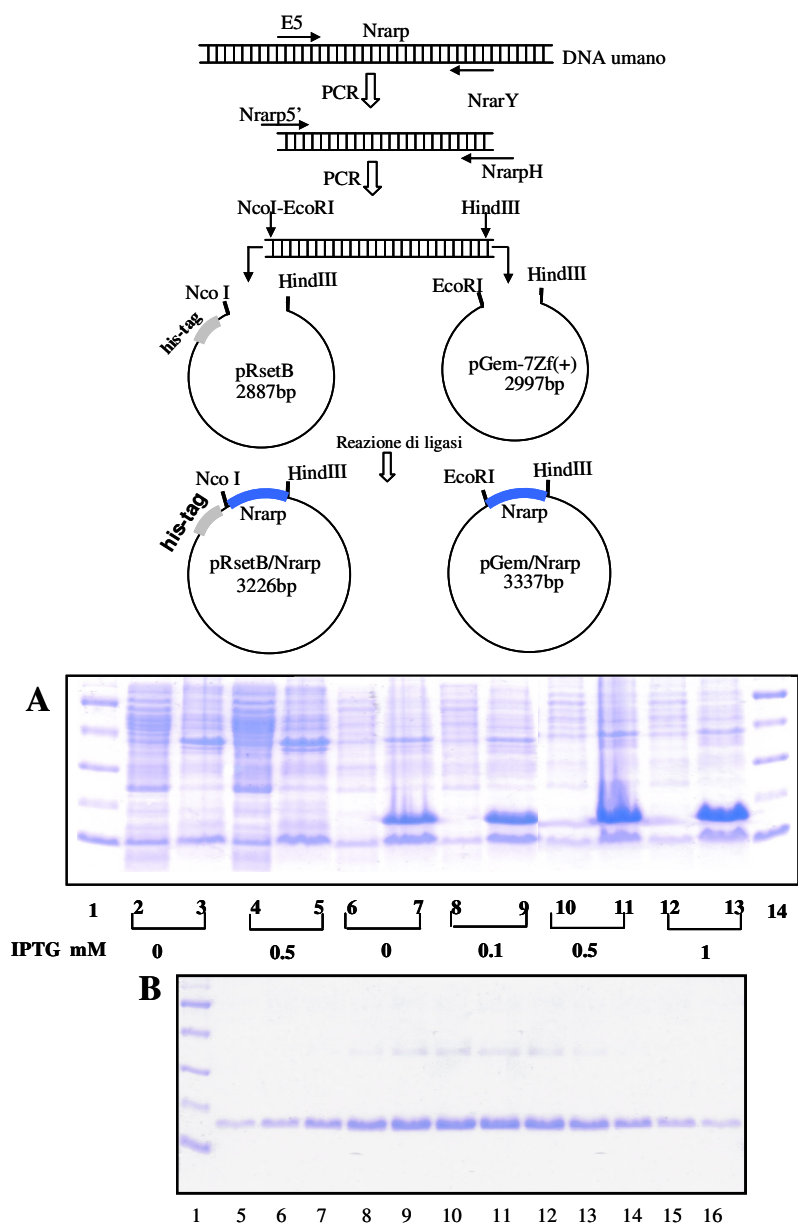 E5
Nrarp
DNA umano
PCR
NrarY
Nrarp5’
NrarpH
PCR
NcoI-EcoRI
HindIII
Nco I
HindIII
EcoRI
HindIII
his-tag
pRsetB
2887bp
pGem-7Zf(+)
2997bp
Reazione di ligasi
Nco I
HindIII
EcoRI
HindIII
his-tag
Nrarp
Nrarp
pRsetB/Nrarp
3226bp
pGem/Nrarp
3337bp
A
1 2 3 4 5 6 7 8 9 10 11 12 13 14
IPTG mM 0 0.5 0 0.1 0.5 1
B
1 5 6 7 8 9 10 11 12 13 14 15 16